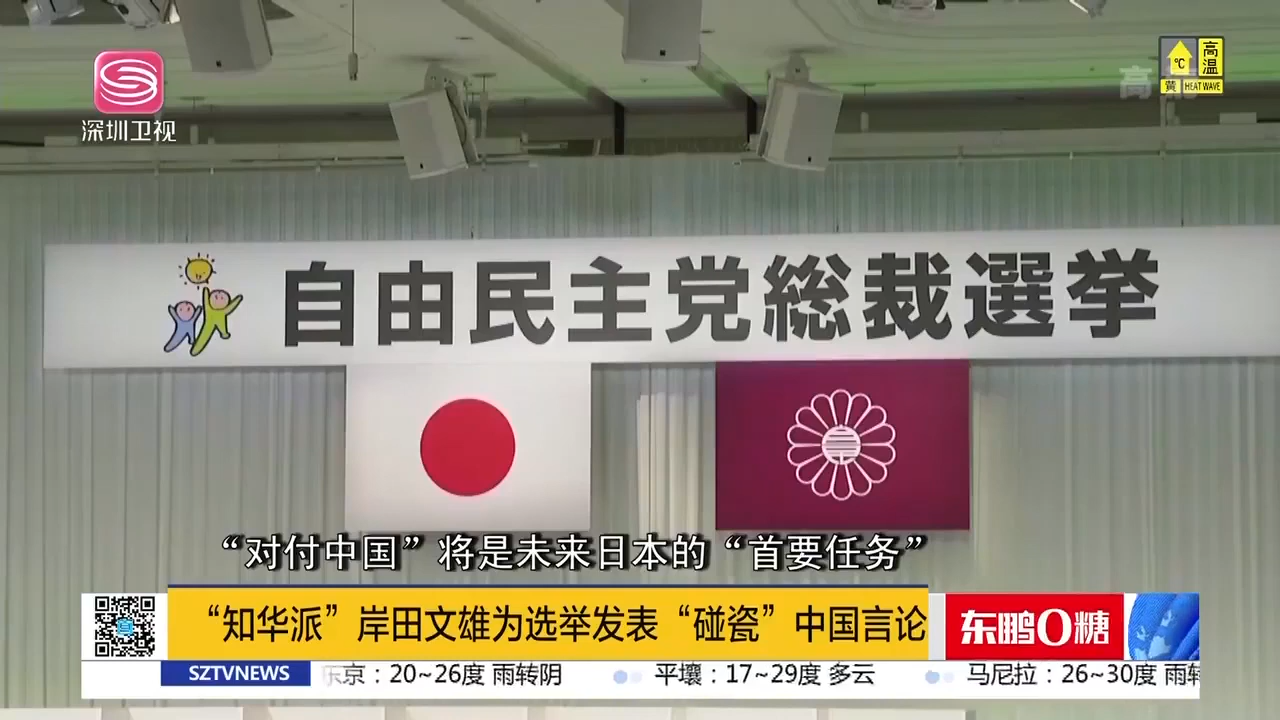 深圳卫视
高温
℃
黄 HEAT WAVE
自由民主党総裁選挙
“对付中国”将是未来日本的“首要任务”
“知华派”岸田文雄为选举发表“碰瓷”中国言论
东鹏0糖
SZTVNEWS
东京：20~26度 雨转阴 平壤：17~29度 多云 马尼拉：26~30度 雨转